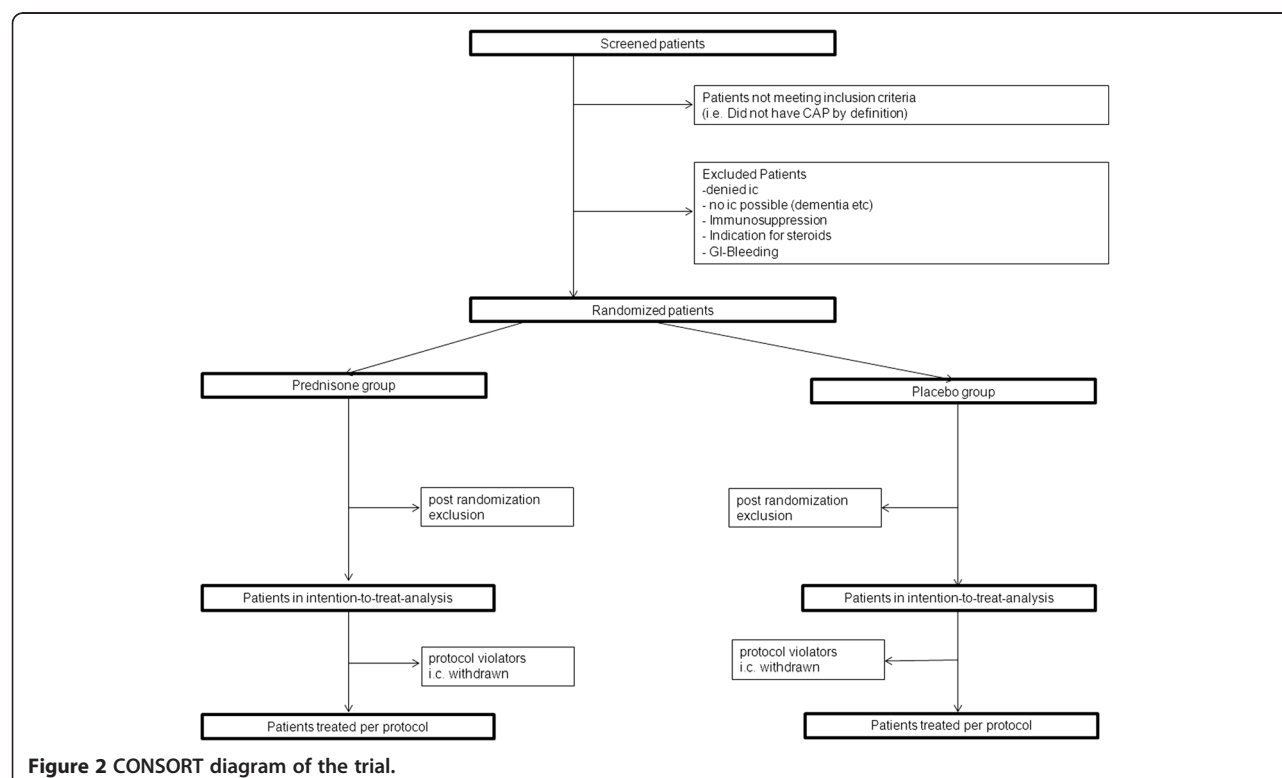 Screened patients
Patients not meeting inclusion criteria
(i.e. Did not have CAP by definition)
Excluded Patients
-denied ic
- no ic possible (dementia etc)
- Immunosuppression
- Indication for steroids
- GI-Bleeding
Randomized patients
Prednisone group
Placebo group
post randomization
exclusion
post randomization
exclusion
Patients in intention-to-treat-analysis
Patients in intention-to-treat-analysis
protocol violators
i.c. withdrawn
protocol violators
i.c. withdrawn
Patients treated per protocol
Patients treated per protocol
Figure 2 CONSORT diagram of the trial.